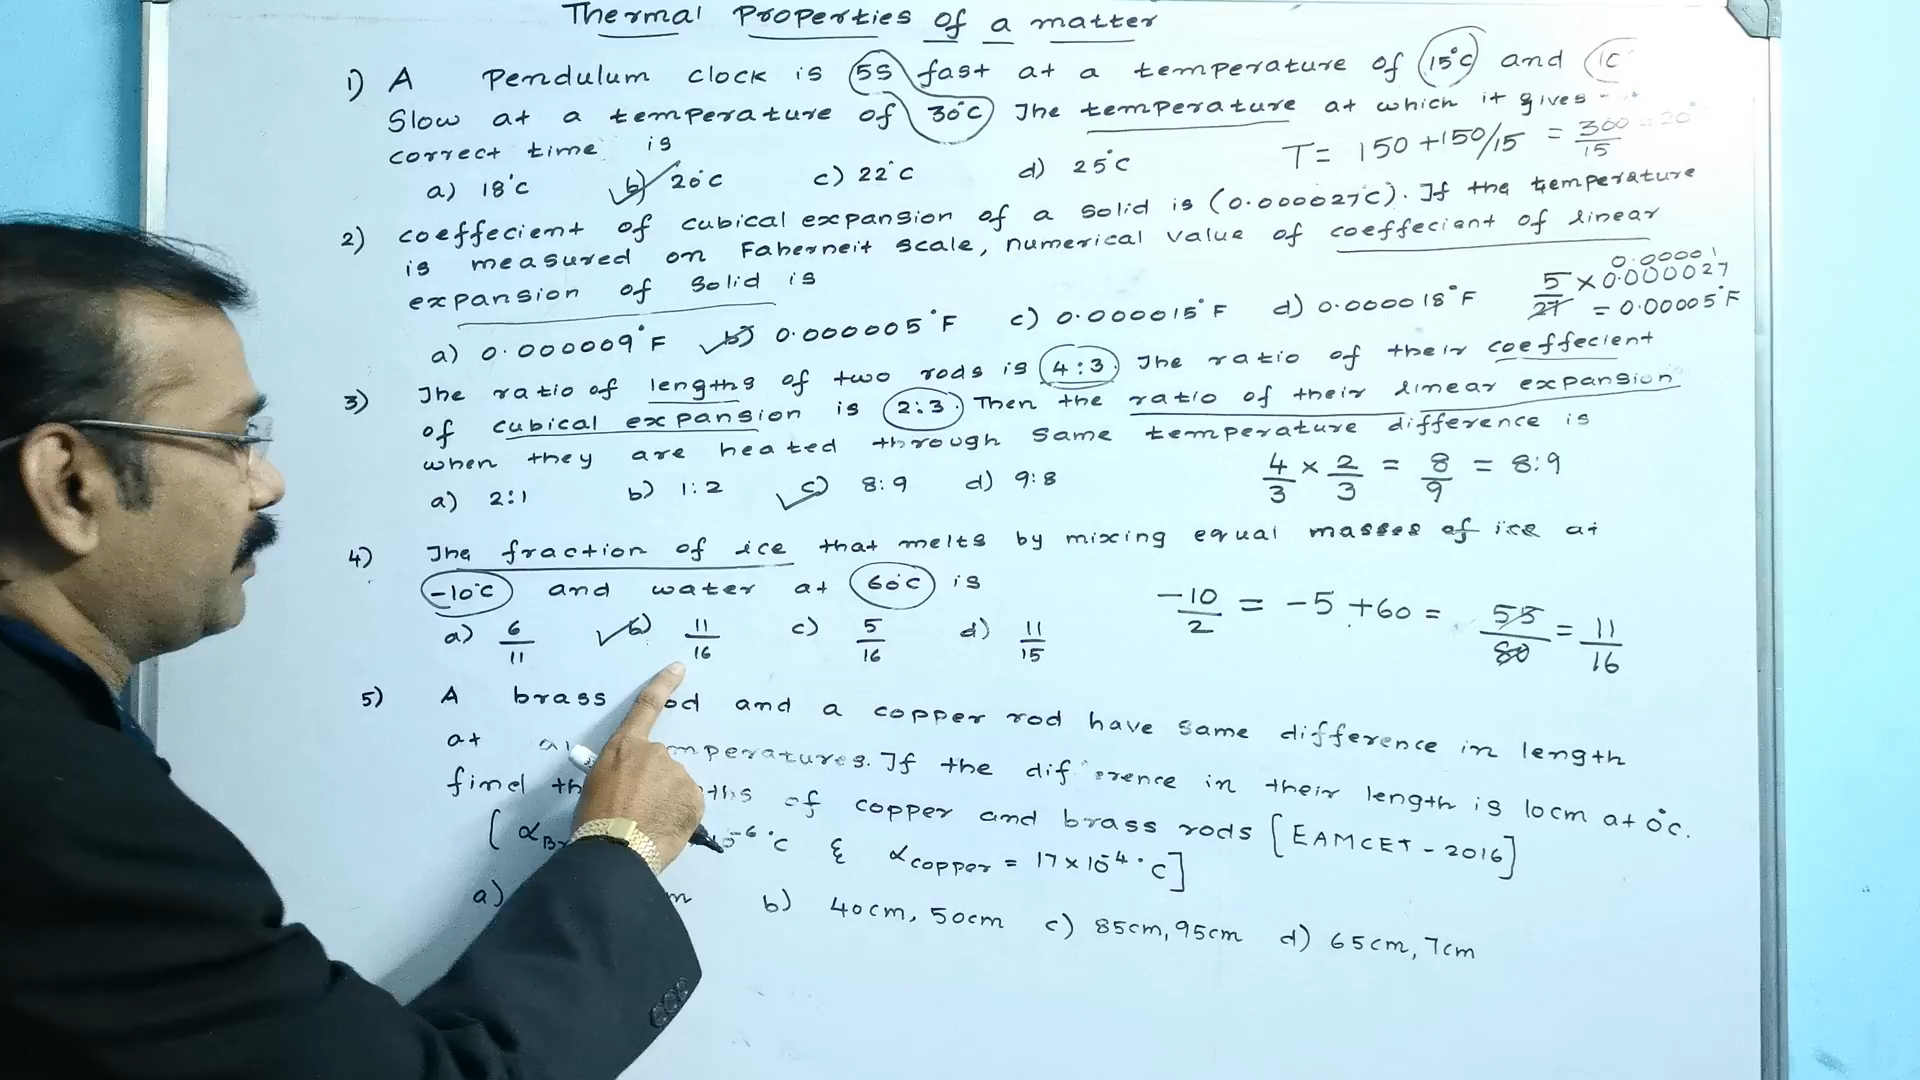 Thermal Properties of a matter
1) A Pendulum clock is 5s fast at a temperature of 15°C and
Slow at a temperature of 30°C The temperature at which it gives
correct time is
T = 150 + 150/15 = 300/15 = 20°
a) 18°C b) 20°C c) 22°C d) 25°C
2) coeffecient of cubical expansion of a solid is (0.000027°C). If the temperature
is measured on Faherneit scale, numerical value of coeffeciant of linear
expansion of solid is
0.00001
5/27 × 0.000027
= 0.00005°F
a) 0.000009°F b) 0.000005°F c) 0.000015°F d) 0.000018°F
3) The ratio of lengths of two rods is 4:3. The ratio of their coeffecient
of cubical expansion is 2:3. Then the ratio of their linear expansion
when they are heated through same temperature difference is
4/3 × 2/3 = 8/9 = 8:9
a) 2:1 b) 1:2 c) 8:9 d) 9:8
4) The fraction of ice that melts by mixing equal masses of ice at
-10°C and water at 60°C is
-10/2 = -5 + 60 = 55/80 = 11/16
a) 6/11 b) 11/16 c) 5/16 d) 11/15
5) A brass rod and a copper rod have same difference in length
at temperatures. If the difference in their length is 10cm at 0°C.
find of copper and brass rods [EAMCET - 2016]
°C & α copper = 17×10⁻⁴°C]
a) b) 40cm, 50cm c) 85cm, 95cm d) 65cm, 7cm